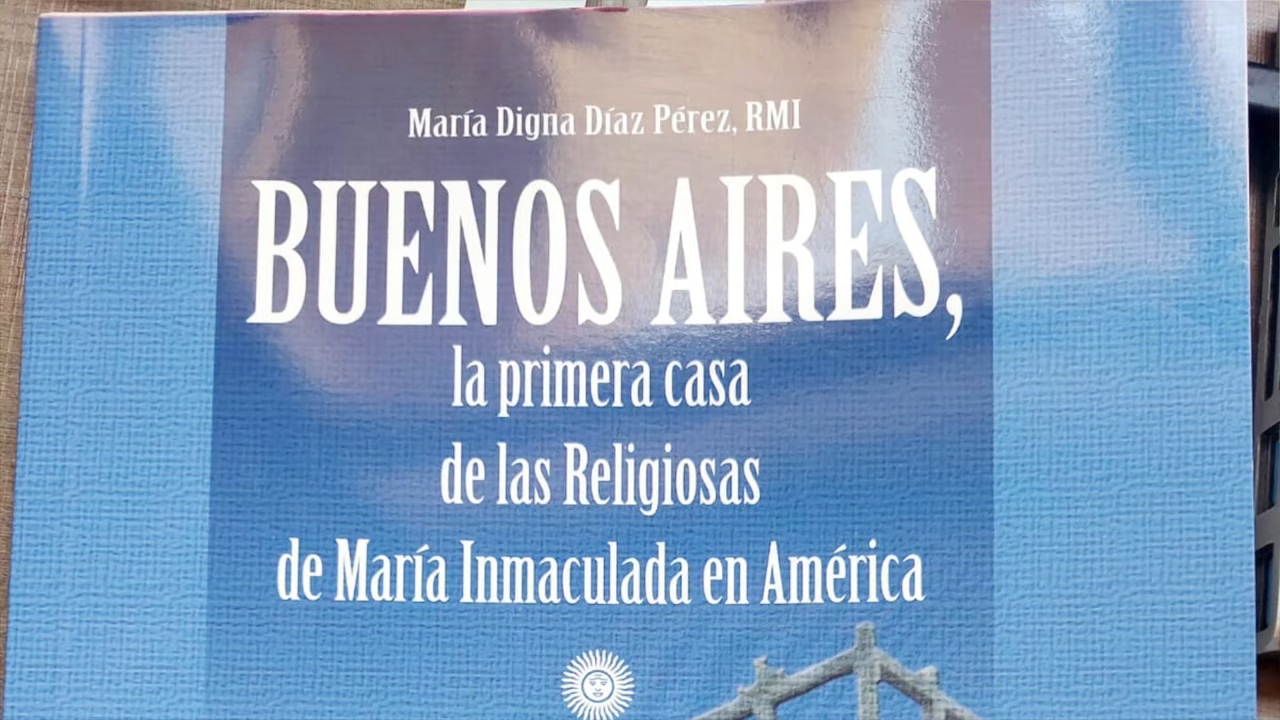 María Digna Díaz Pérez, RMI
BUENOS AIRES,
la primera casa
de las Religiosas
de María Inmaculada en América